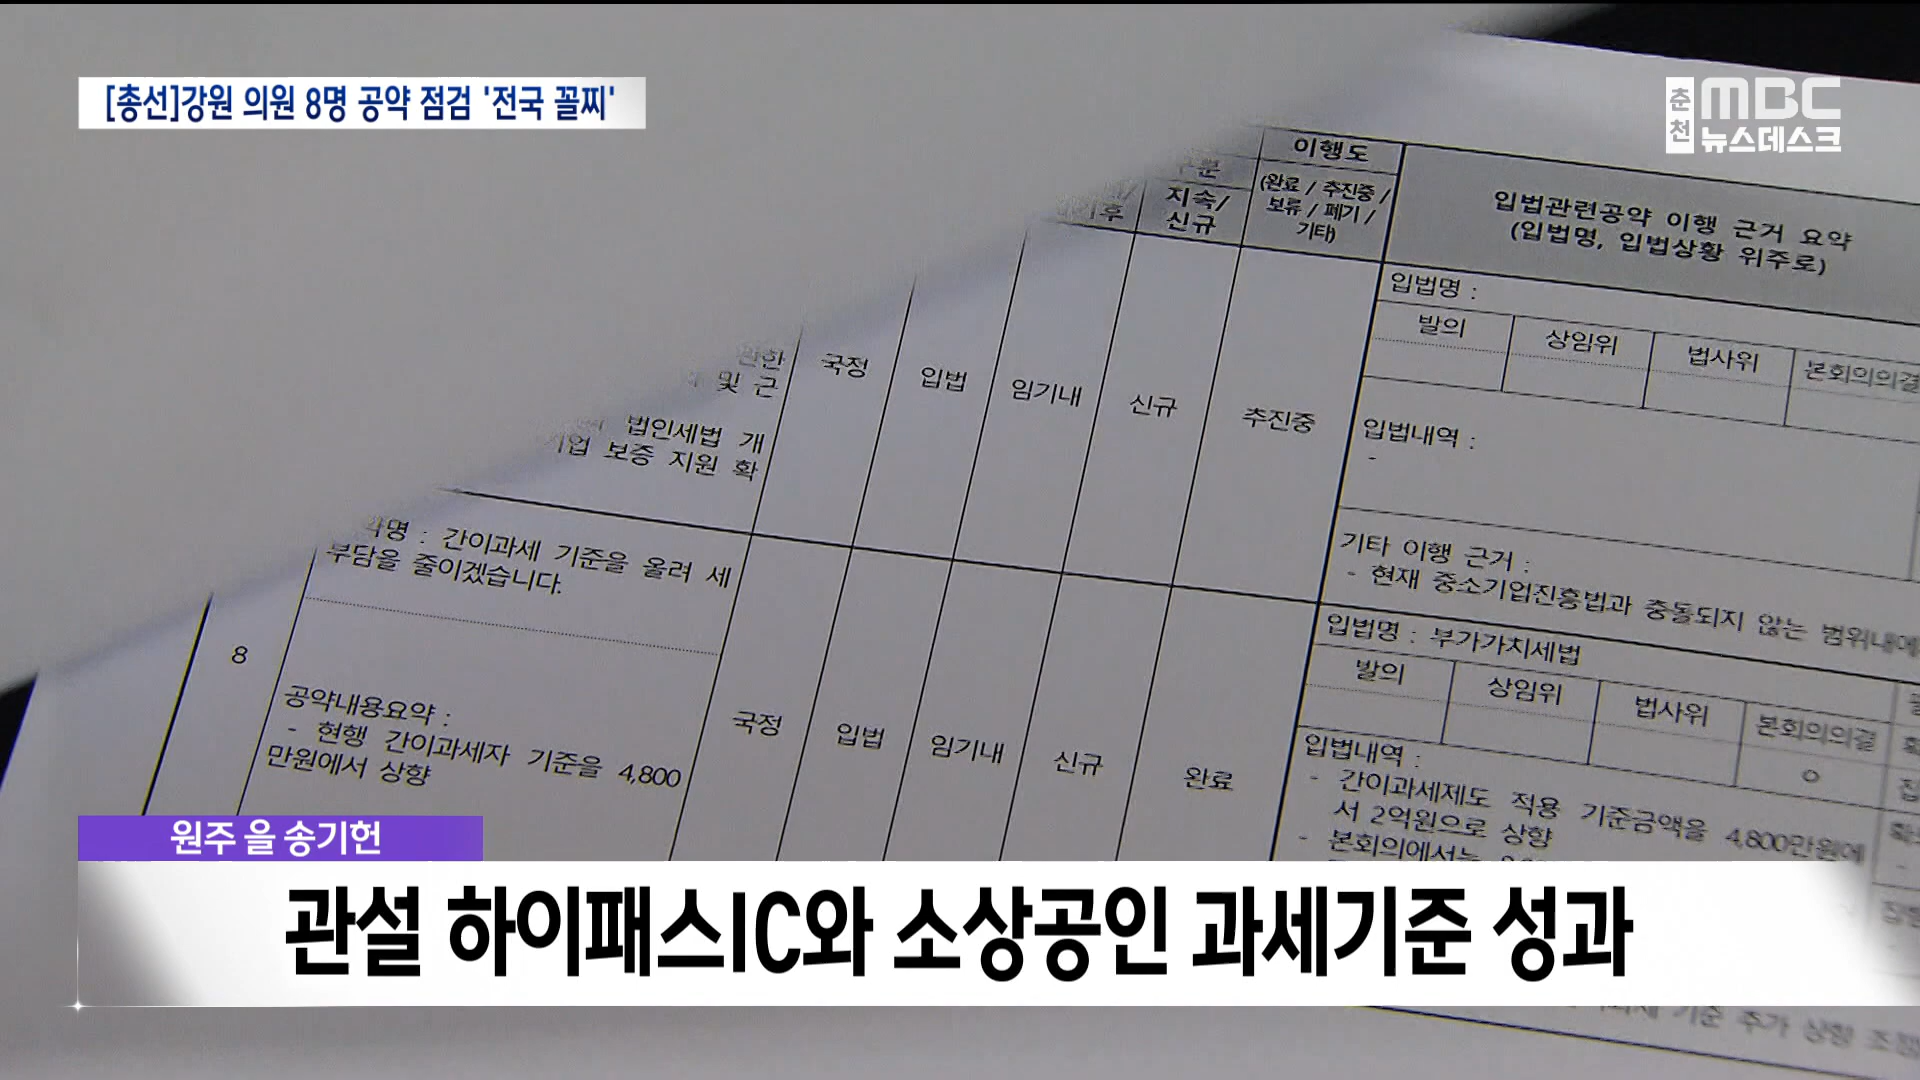 [총선]강원 의원 8명 공약 점검 '전국 꼴찌'
춘천
MBC
뉴스데스크
이행도
(완료 / 추진중 /
보류 / 폐기 /
기타)
지속/
신규
입법관련공약 이행 근거 요약
(입법명, 입법상황 위주로)
및 근
법인세법 개
보증 지원 확
국정
입법
임기내
신규
추진중
입법명 :
발의
상임위
법사위
본회의의결
입법내역 :
-
기타 이행 근거 :
- 현재 중소기업진흥법과 충돌되지 않는 범위내에
8
간이과세 기준을 올려 세
부담을 줄이겠습니다.
공약내용요약 :
- 현행 간이과세자 기준을 4,800
만원에서 상향
국정
입법
임기내
신규
완료
입법명 : 부가가치세법
발의
상임위
법사위
본회의의결
○
입법내역 :
- 간이과세제도 적용 기준금액을 4,800만원에
서 2억원으로 상향
- 본회의에서는
원주 을 송기헌
관설 하이패스IC와 소상공인 과세기준 성과
기준 추가 상향